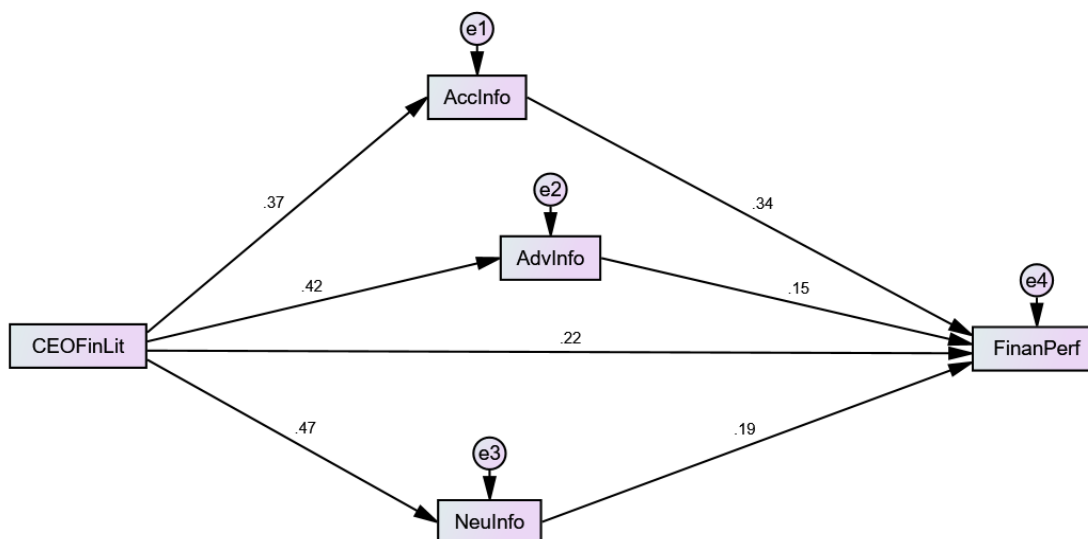 e1
AccInfo
.37
.34
e2
AdvInfo
.42
.15
e4
CEOFinLit
.22
FinanPerf
.47
.19
e3
NeuInfo